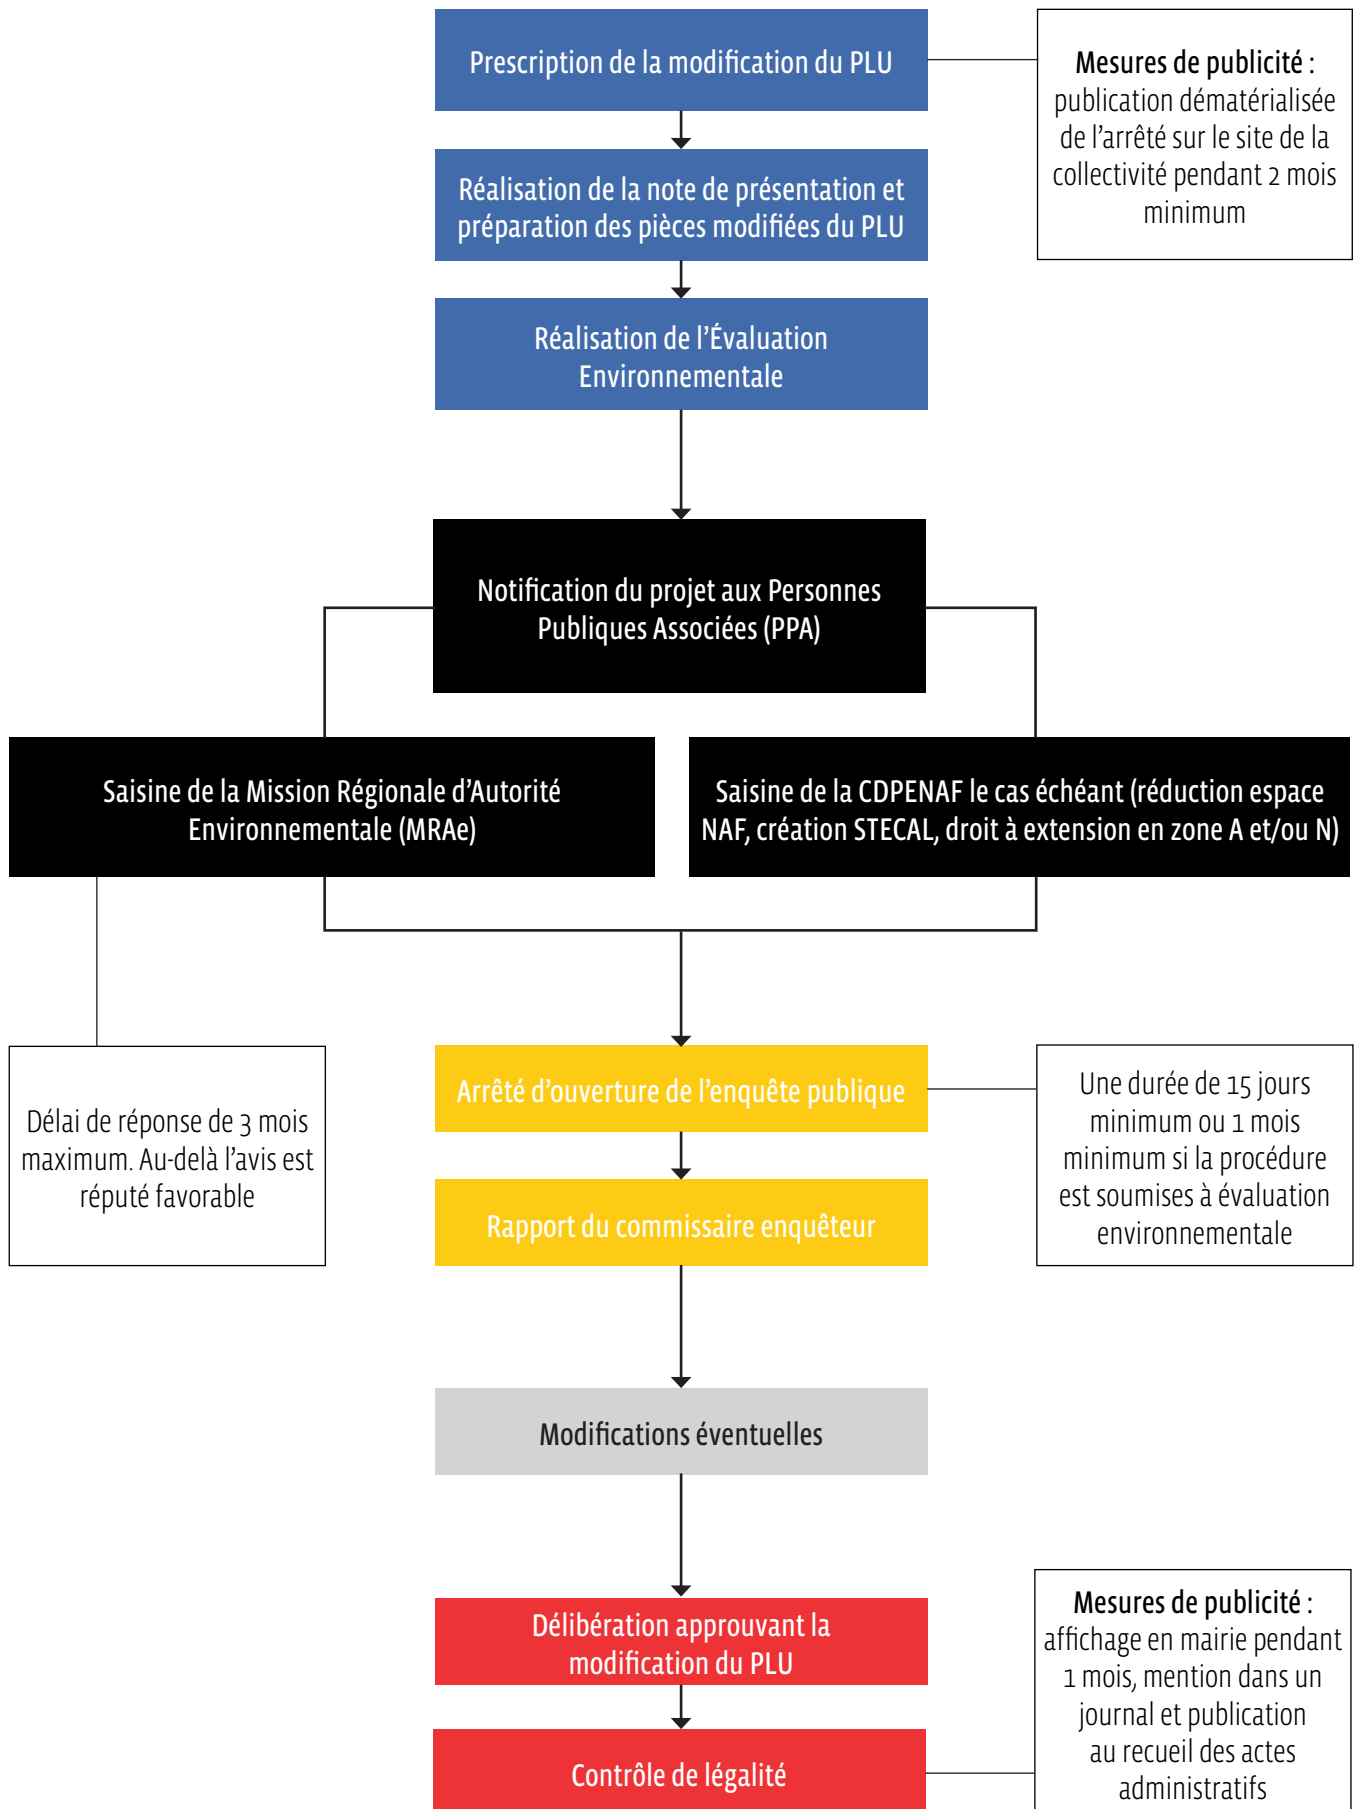 Prescription de la modification du PLU
Mesures de publicité :
publication dématérialisée
de l’arrêté sur le site de la
collectivité pendant 2 mois
minimum
Réalisation de la note de présentation et
préparation des pièces modifiées du PLU
Réalisation de l’Évaluation
Environnementale
Notification du projet aux Personnes
Publiques Associées (PPA)
Saisine de la Mission Régionale d’Autorité
Environnementale (MRAe)
Saisine de la CDPENAF le cas échéant (réduction espace
NAF, création STECAL, droit à extension en zone A et/ou N)
Délai de réponse de 3 mois
maximum. Au-delà l’avis est
réputé favorable
Arrêté d’ouverture de l’enquête publique
Une durée de 15 jours
minimum ou 1 mois
minimum si la procédure
est soumises à évaluation
environnementale
Rapport du commissaire enquêteur
Modifications éventuelles
Délibération approuvant la
modification du PLU
Mesures de publicité :
affichage en mairie pendant
1 mois, mention dans un
journal et publication
au recueil des actes
administratifs
Contrôle de légalité